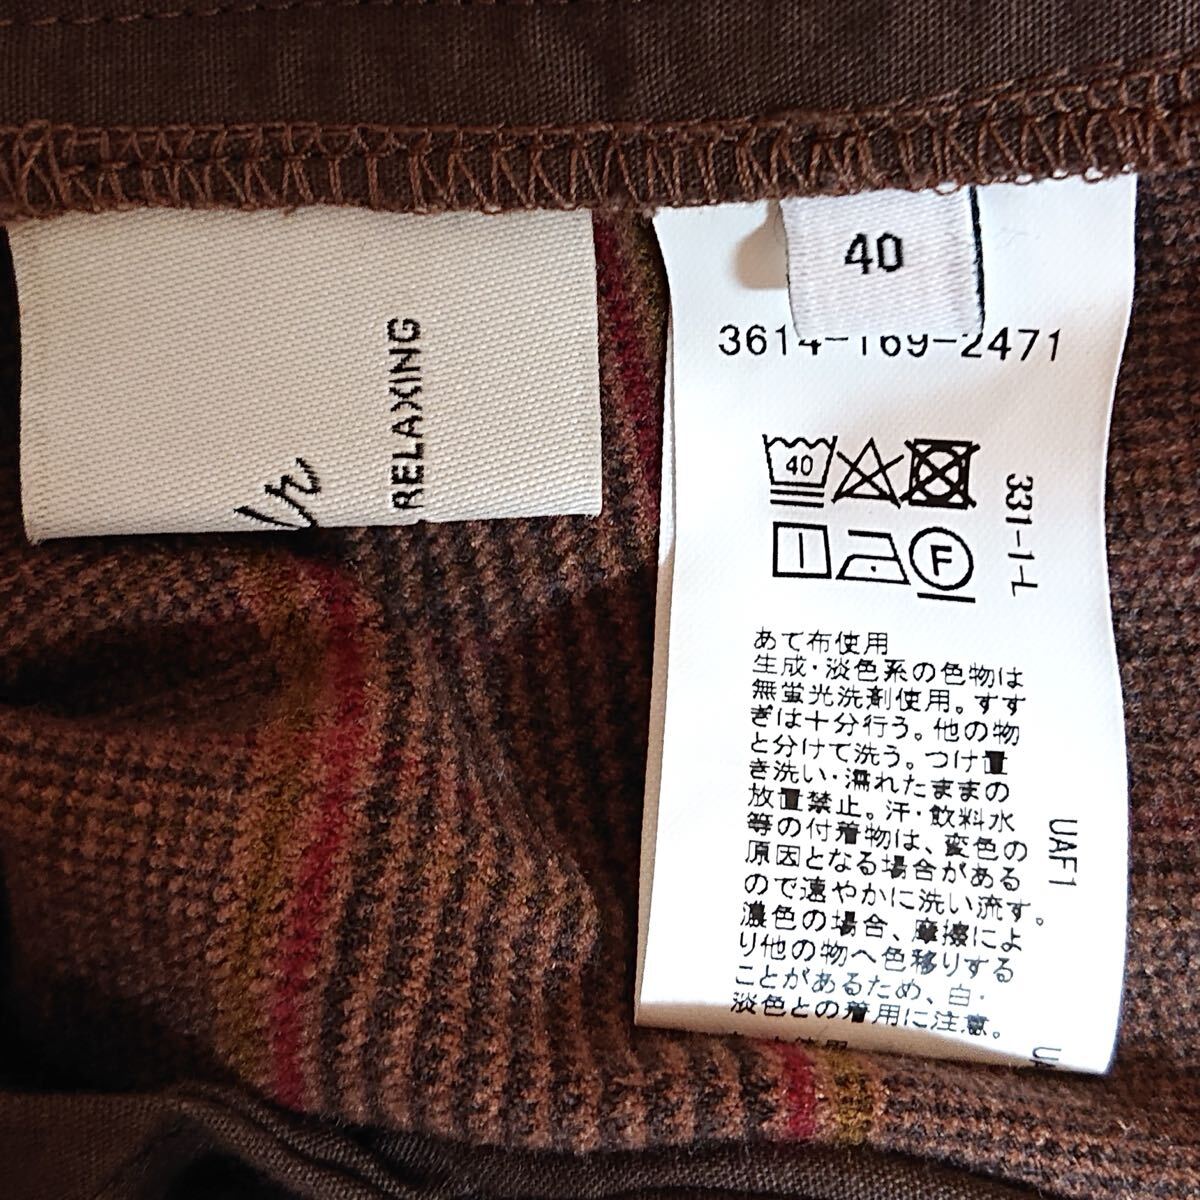 RELAXING
40
3614-169-2471
40
F
331-1-L
あて布使用
生成・淡色系の色物は
無蛍光洗剤使用。すす
ぎは十分行う。他の物
と分けて洗う。つけ置
き洗い・濡れたままの
放置禁止。汗・飲料水
等の付着物は、変色の
原因となる場合がある
ので速やかに洗い流す。
濃色の場合、摩擦によ
り他の物へ色移りする
ことがあるため、白・
淡色との着用に注意。
UAF1